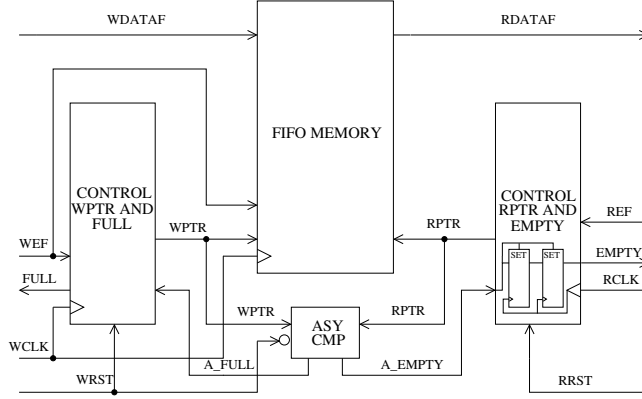 WDATAF
RDATAF
FIFO MEMORY
CONTROL
WPTR AND
FULL
CONTROL
RPTR AND
EMPTY
WPTR
RPTR
REF
WEF
EMPTY
SET
SET
FULL
RCLK
WPTR
RPTR
ASY
CMP
WCLK
A_FULL
A_EMPTY
WRST
RRST